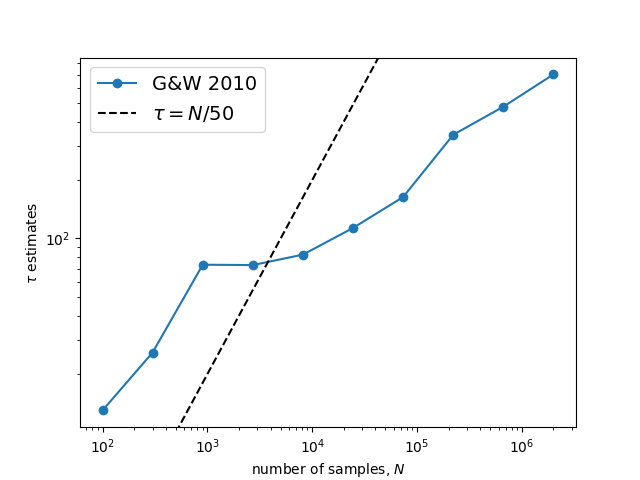 G&W 2010
τ = N/50
10²
τ estimates
10² 10³ 10⁴ 10⁵ 10⁶
number of samples, N